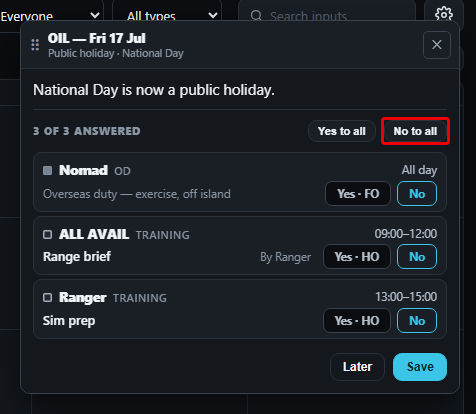 Everyone
All types
Search inputs
OIL — Fri 17 Jul
Public holiday · National Day
National Day is now a public holiday.
3 OF 3 ANSWERED
Yes to all
No to all
Nomad OD
All day
Overseas duty — exercise, off island
Yes · FO
No
ALL AVAIL TRAINING
09:00–12:00
Range brief
By Ranger
Yes · HO
No
Ranger TRAINING
13:00–15:00
Sim prep
Yes · HO
No
Later
Save